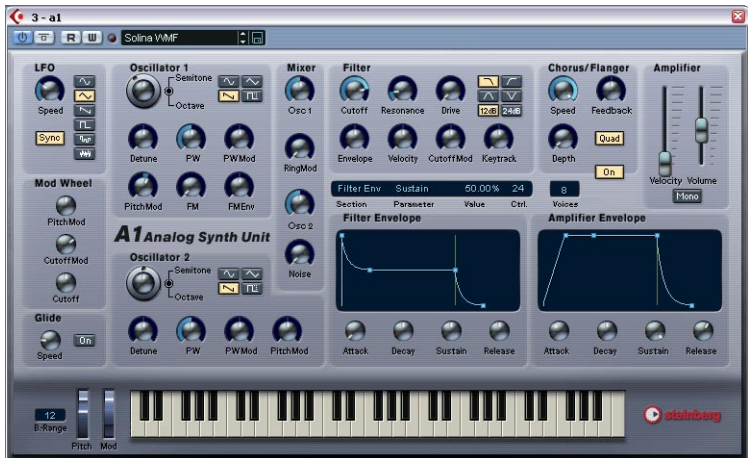 3 - a1
R W Solina VVMF
LFO
Speed
Sync
Mod Wheel
PitchMod
CutoffMod
Cutoff
Glide
Speed On
Oscillator 1
Semitone
Octave
Detune PW PWMod
PitchMod FM FMEnv
A1 Analog Synth Unit
Oscillator 2
Semitone
Octave
Detune PW PWMod PitchMod
Mixer
Osc 1
RingMod
Osc 2
Noise
Filter
Cutoff Resonance Drive
12dB 24dB
Envelope Velocity CutoffMod Keytrack
Chorus/Flanger
Speed Feedback
Depth Quad
On
Amplifier
Velocity Volume
Mono
Filter Env Sustain 50.00% 24
Section Parameter Value Ctrl.
8
Voices
Filter Envelope
Attack Decay Sustain Release
Amplifier Envelope
Attack Decay Sustain Release
12
B-Range
Pitch Mod
steinberg